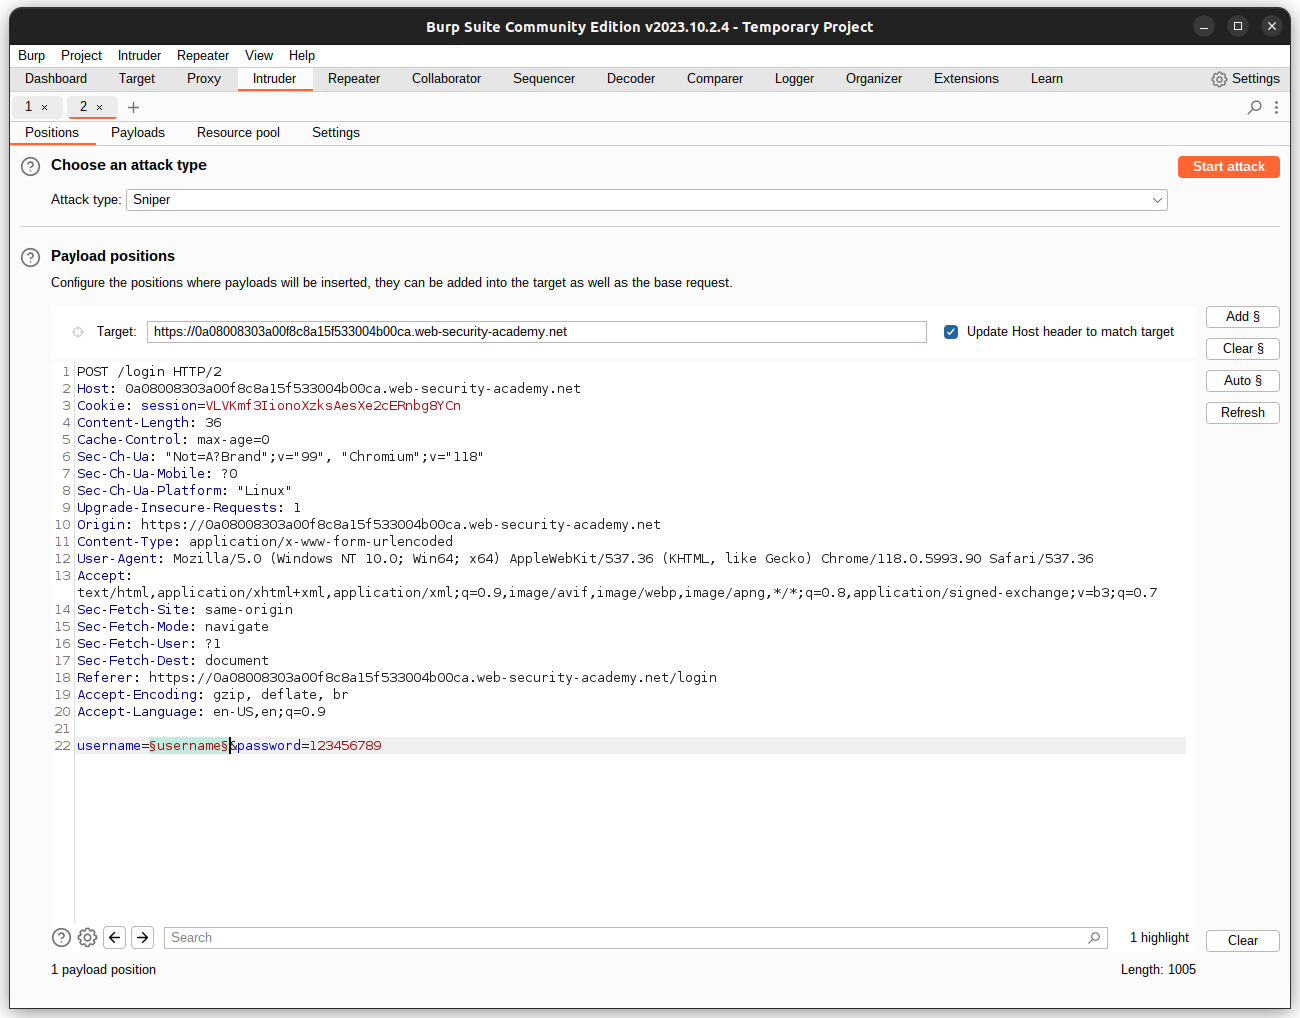 Burp Suite Community Edition v2023.10.2.4 - Temporary Project
Burp Project Intruder Repeater View Help
Dashboard Target Proxy Intruder Repeater Collaborator Sequencer Decoder Comparer Logger Organizer Extensions Learn Settings
1 × 2 × +
Positions Payloads Resource pool Settings
? Choose an attack type Start attack
Attack type: Sniper
? Payload positions
Configure the positions where payloads will be inserted, they can be added into the target as well as the base request.
Target: https://0a08008303a00f8c8a15f533004b00ca.web-security-academy.net Update Host header to match target
Add §
Clear §
Auto §
Refresh
1 POST /login HTTP/2
2 Host: 0a08008303a00f8c8a15f533004b00ca.web-security-academy.net
3 Cookie: session=VLVKmf3IionoXzksAesXe2cERnbg8YCn
4 Content-Length: 36
5 Cache-Control: max-age=0
6 Sec-Ch-Ua: "Not=A?Brand";v="99", "Chromium";v="118"
7 Sec-Ch-Ua-Mobile: ?0
8 Sec-Ch-Ua-Platform: "Linux"
9 Upgrade-Insecure-Requests: 1
10 Origin: https://0a08008303a00f8c8a15f533004b00ca.web-security-academy.net
11 Content-Type: application/x-www-form-urlencoded
12 User-Agent: Mozilla/5.0 (Windows NT 10.0; Win64; x64) AppleWebKit/537.36 (KHTML, like Gecko) Chrome/118.0.5993.90 Safari/537.36
13 Accept:
text/html,application/xhtml+xml,application/xml;q=0.9,image/avif,image/webp,image/apng,*/*;q=0.8,application/signed-exchange;v=b3;q=0.7
14 Sec-Fetch-Site: same-origin
15 Sec-Fetch-Mode: navigate
16 Sec-Fetch-User: ?1
17 Sec-Fetch-Dest: document
18 Referer: https://0a08008303a00f8c8a15f533004b00ca.web-security-academy.net/login
19 Accept-Encoding: gzip, deflate, br
20 Accept-Language: en-US,en;q=0.9
21
22 username=§username§&password=123456789
? Search 1 highlight Clear
1 payload position Length: 1005